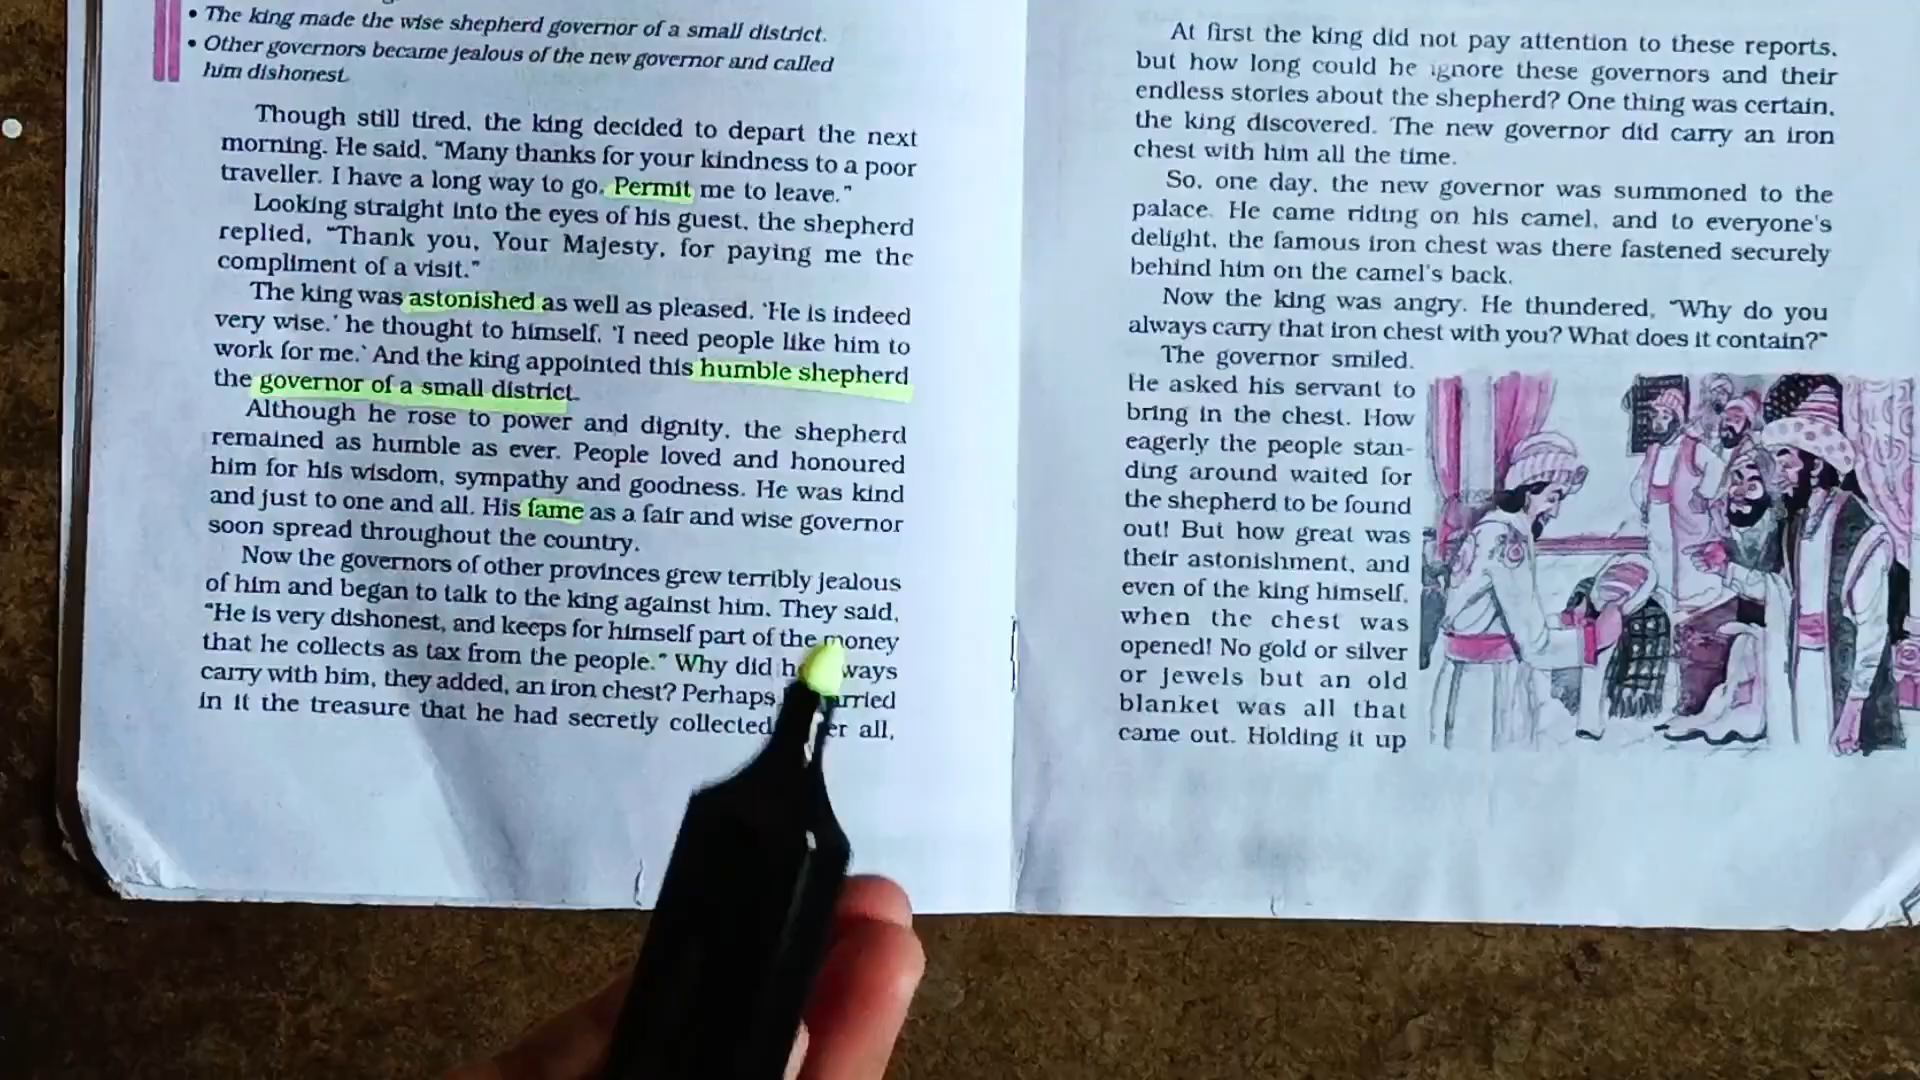 • The king made the wise shepherd governor of a small district.
• Other governors became jealous of the new governor and called
him dishonest.
Though still tired, the king decided to depart the next
morning. He said, “Many thanks for your kindness to a poor
traveller. I have a long way to go. Permit me to leave.”
Looking straight into the eyes of his guest, the shepherd
replied, “Thank you, Your Majesty, for paying me the
compliment of a visit.”
The king was astonished as well as pleased. ‘He is indeed
very wise,’ he thought to himself. ‘I need people like him to
work for me.’ And the king appointed this humble shepherd
the governor of a small district.
Although he rose to power and dignity, the shepherd
remained as humble as ever. People loved and honoured
him for his wisdom, sympathy and goodness. He was kind
and just to one and all. His fame as a fair and wise governor
soon spread throughout the country.
Now the governors of other provinces grew terribly jealous
of him and began to talk to the king against him. They said,
“He is very dishonest, and keeps for himself part of the money
that he collects as tax from the people.” Why did
carry with him, they added, an iron chest? Perhaps
in it the treasure that he had secretly collected all,
At first the king did not pay attention to these reports,
but how long could he ignore these governors and their
endless stories about the shepherd? One thing was certain,
the king discovered. The new governor did carry an iron
chest with him all the time.
So, one day, the new governor was summoned to the
palace. He came riding on his camel, and to everyone's
delight, the famous iron chest was there fastened securely
behind him on the camel's back.
Now the king was angry. He thundered, “Why do you
always carry that iron chest with you? What does it contain?”
The governor smiled.
He asked his servant to
bring in the chest. How
eagerly the people stan-
ding around waited for
the shepherd to be found
out! But how great was
their astonishment, and
even of the king himself,
when the chest was
opened! No gold or silver
or jewels but an old
blanket was all that
came out. Holding it up